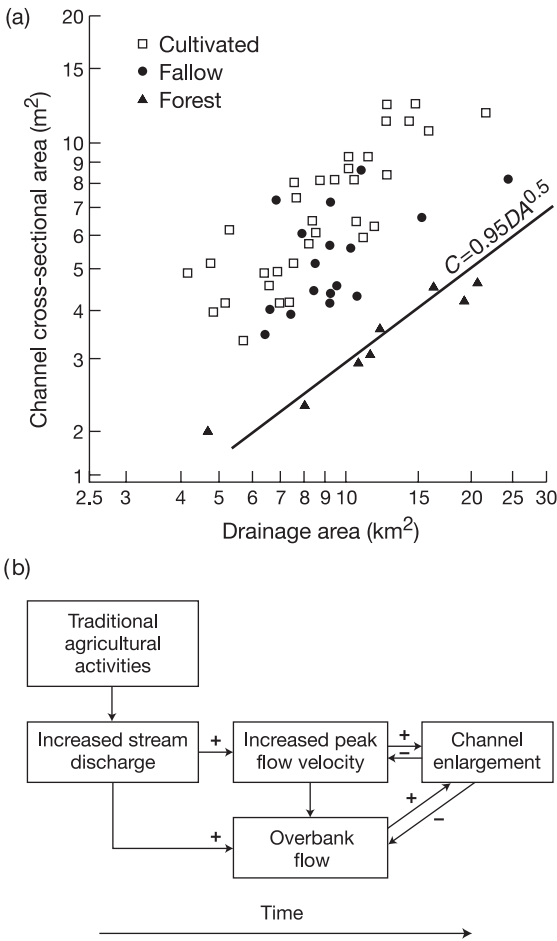 (a)
20
15
10
9
8
7
6
5
4
3
2
1
Channel cross-sectional area (m²)
Cultivated
Fallow
Forest
C=0.95DA^0.5
2.5 3 4 5 6 7 8 9 10 15 20 25 30
Drainage area (km²)
(b)
Traditional
agricultural
activities
Increased stream
discharge
+
Increased peak
flow velocity
+
−
Channel
enlargement
+
Overbank
flow
+
−
Time